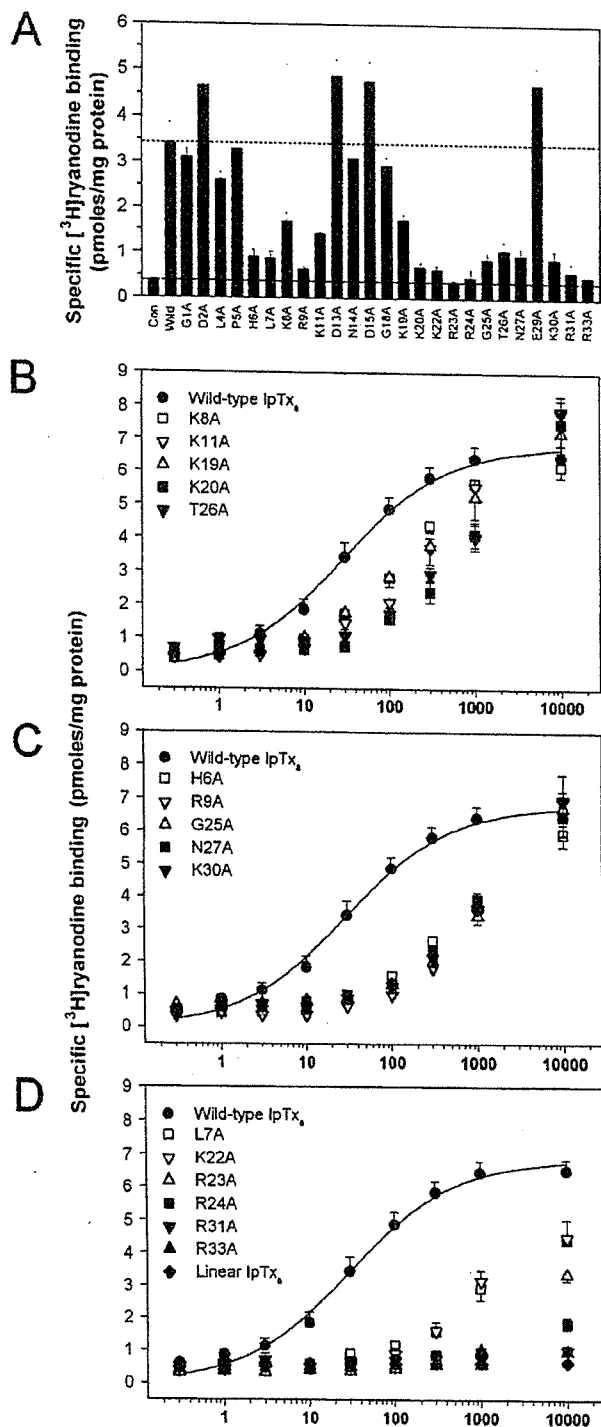 A
Specific [³H]ryanodine binding
(pmoles/mg protein)
6
5
4
3
2
1
0
Con
Wild
G1A
D2A
L4A
P5A
H6A
L7A
K8A
R9A
K11A
D13A
N14A
D15A
G18A
K19A
K20A
K22A
R23A
R24A
G25A
T26A
N27A
E29A
K30A
R31A
R33A
B
9
8
7
6
5
4
3
2
1
0
Wild-type IpTxₐ
K8A
K11A
K19A
K20A
T26A
1
10
100
1000
10000
Specific [³H]ryanodine binding (pmoles/mg protein)
C
9
8
7
6
5
4
3
2
1
0
Wild-type IpTxₐ
H6A
R9A
G25A
N27A
K30A
1
10
100
1000
10000
D
9
8
7
6
5
4
3
2
1
0
Wild-type IpTxₐ
L7A
K22A
R23A
R24A
R31A
R33A
Linear IpTxₐ
1
10
100
1000
10000